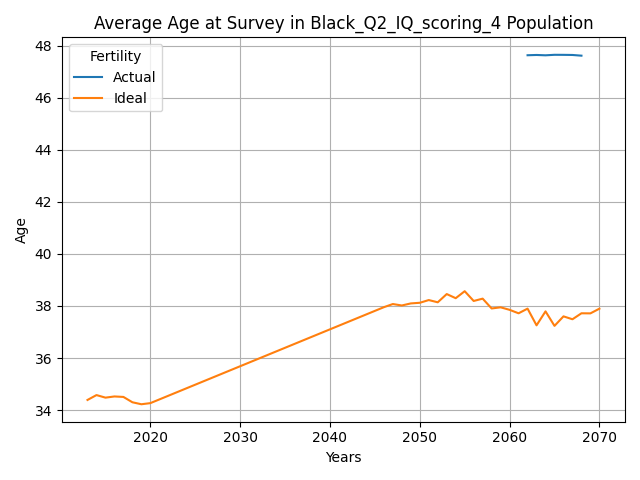 Average Age at Survey in Black_Q2_IQ_scoring_4 Population
Fertility
Actual
Ideal
48
46
44
42
40
38
36
34
Age
2020 2030 2040 2050 2060 2070
Years